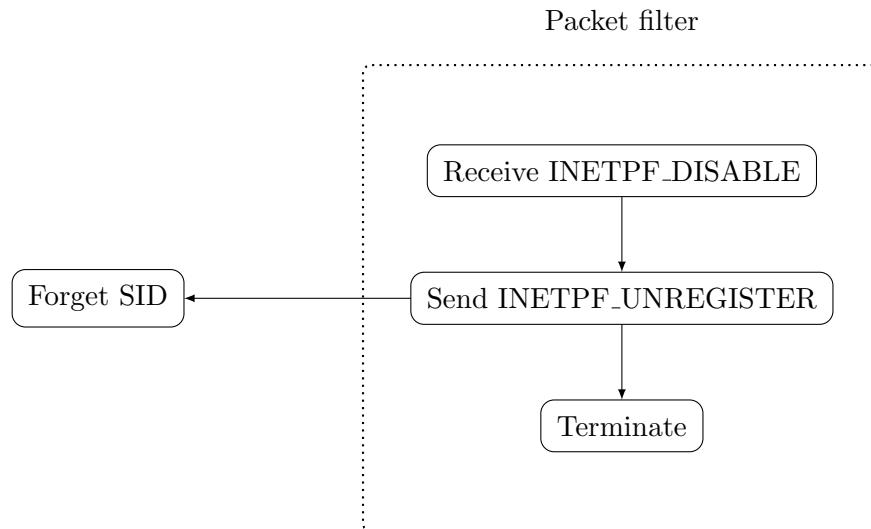 Packet filter
Receive INETPF_DISABLE
Forget SID
Send INETPF_UNREGISTER
Terminate